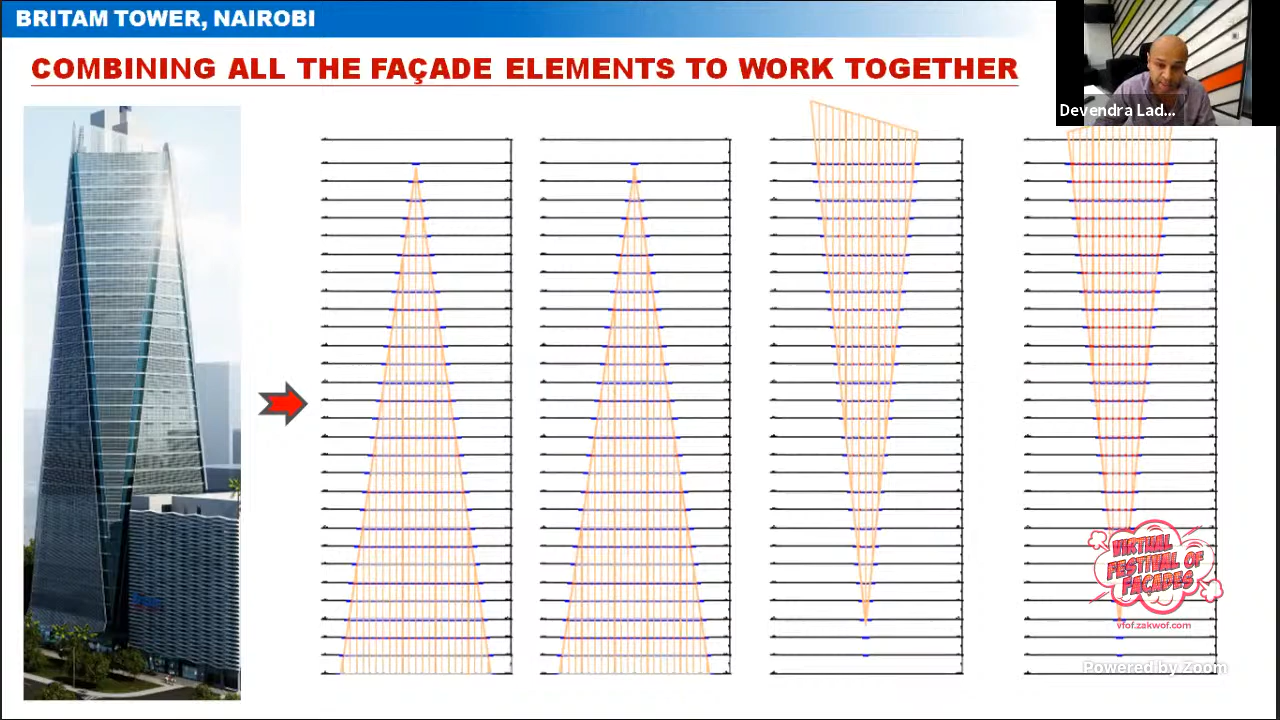 BRITAM TOWER, NAIROBI
COMBINING ALL THE FAÇADE ELEMENTS TO WORK TOGETHER
Devendra Lad...
VIRTUAL
FESTIVAL OF
FAÇADES
vfof.zakwof.com
Powered by Zoom